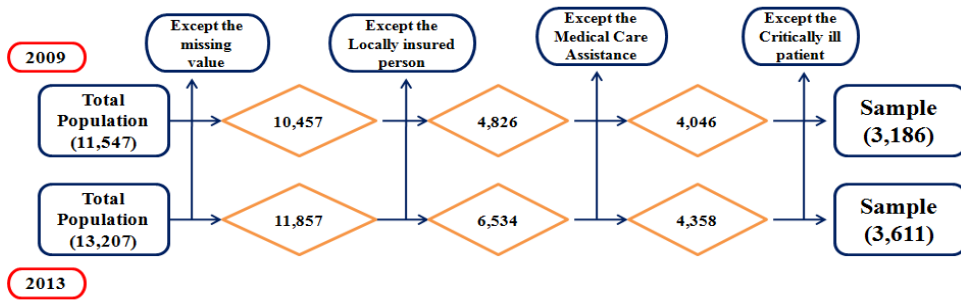 Except the
missing
value
Except the
Locally insured
person
Except the
Medical Care
Assistance
Except the
Critically ill
patient
2009
Total
Population
(11,547)
10,457
4,826
4,046
Sample
(3,186)
Total
Population
(13,207)
11,857
6,534
4,358
Sample
(3,611)
2013